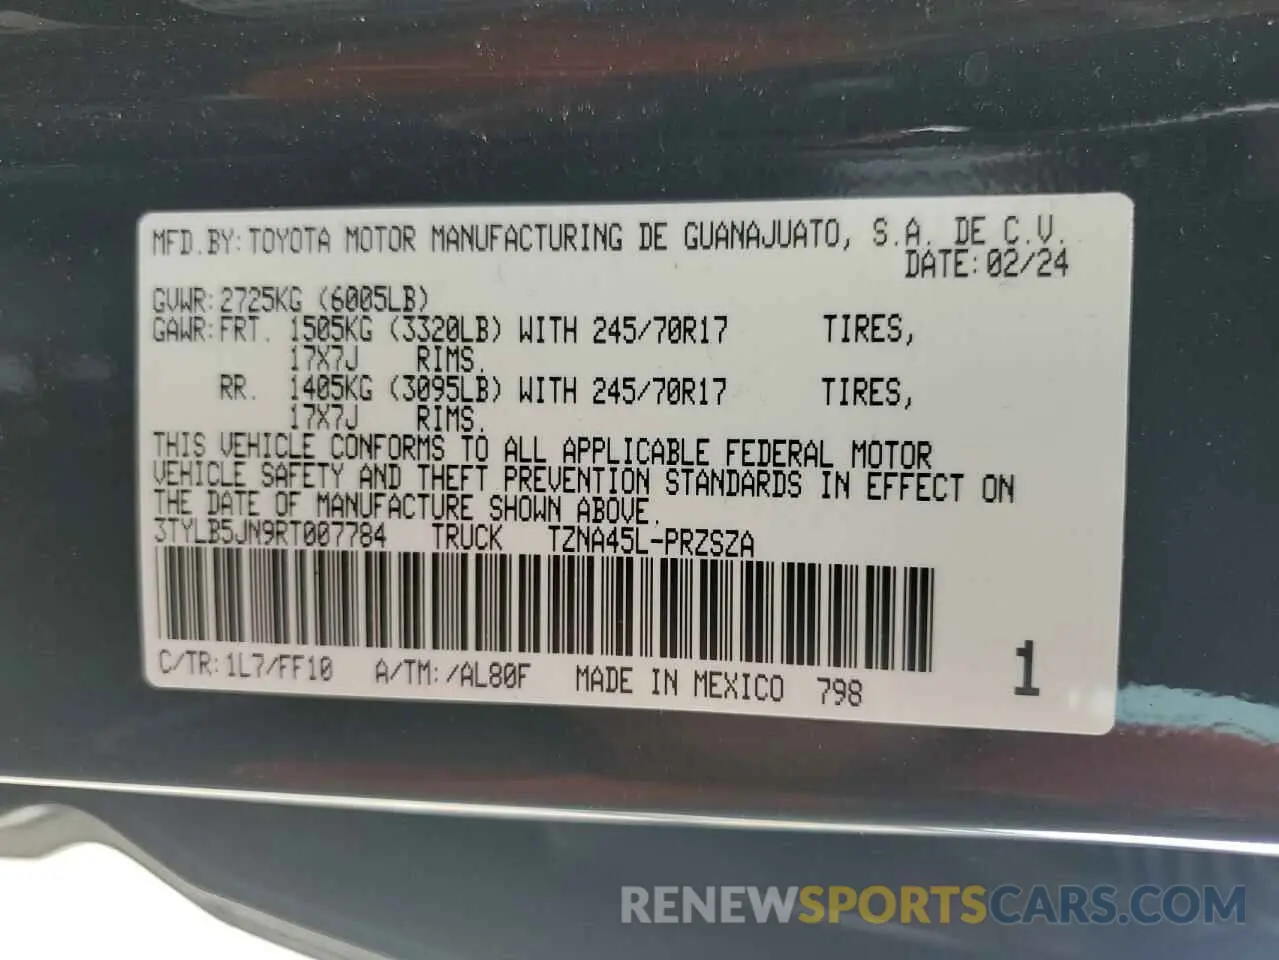 MFD.BY:TOYOTA MOTOR MANUFACTURING DE GUANAJUATO, S.A. DE C.V.
DATE:02/24
GVWR:2725KG (6005LB)
GAWR:FRT. 1505KG (3320LB) WITH 245/70R17 TIRES,
17X7J RIMS.
RR. 1405KG (3095LB) WITH 245/70R17 TIRES,
17X7J RIMS.
THIS VEHICLE CONFORMS TO ALL APPLICABLE FEDERAL MOTOR
VEHICLE SAFETY AND THEFT PREVENTION STANDARDS IN EFFECT ON
THE DATE OF MANUFACTURE SHOWN ABOVE.
3TYLB5JN9RT007784 TRUCK TZNA45L-PRZSZA
C/TR:1L7/FF10 A/TM:/AL80F MADE IN MEXICO 798
1
RENEWSPORTSCARS.COM